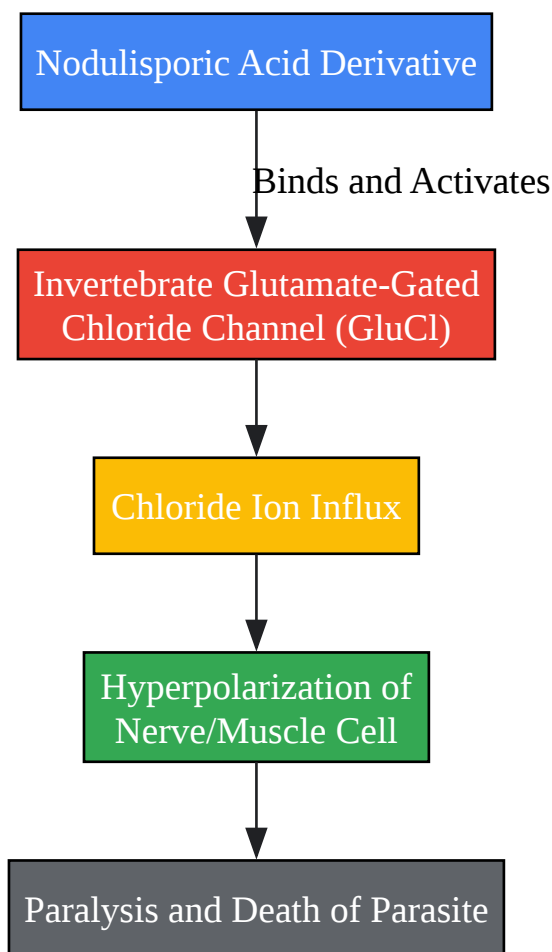 Nodulisporic Acid Derivative
Binds and Activates
Invertebrate Glutamate-Gated
Chloride Channel (GluCl)
Chloride Ion Influx
Hyperpolarization of
Nerve/Muscle Cell
Paralysis and Death of Parasite